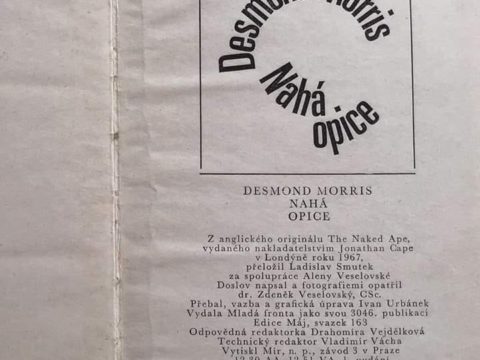 Desmond Morris
Nahá
opice
DESMOND MORRIS
NAHÁ
OPICE
Z anglického originálu The Naked Ape,
vydaného nakladatelstvím Jonathan Cape
v Londýně roku 1967,
přeložil Ladislav Smutek
za spolupráce Aleny Veselovské
Doslov napsal a fotografiemi opatřil
dr. Zdeněk Veselovský, CSc.
Přebal, vazba a grafická úprava Ivan Urbánek
Vydala Mladá fronta jako svou 3046. publikaci
Edice Máj, svazek 163
Odpovědná redaktorka Drahomíra Vejdělková
Technický redaktor Vladimír Vácha
Vytiskl Mír, n. p., závod 3 v Praze